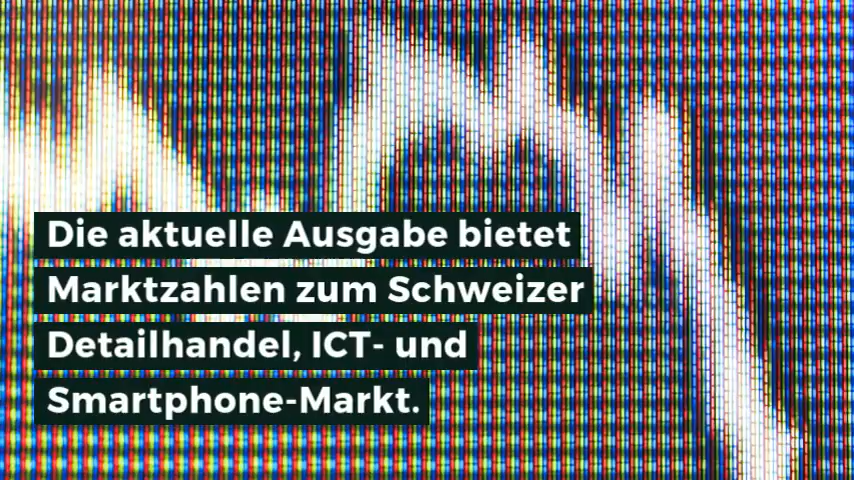 Die aktuelle Ausgabe bietet
Marktzahlen zum Schweizer
Detailhandel, ICT- und
Smartphone-Markt.